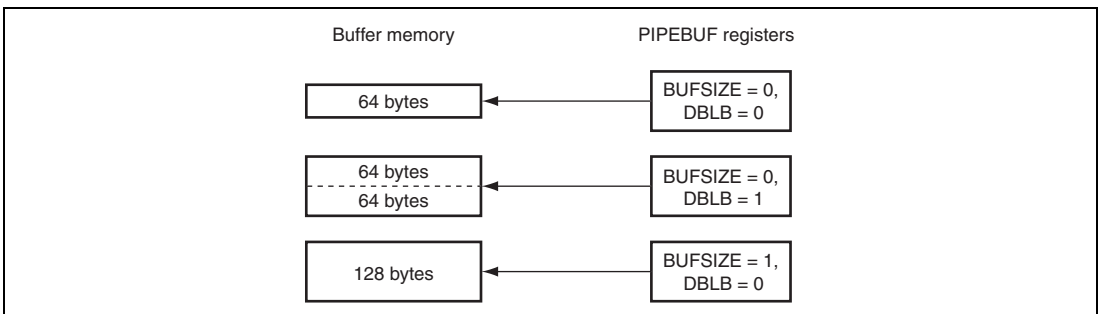 Buffer memory
PIPEBUF registers
64 bytes
BUFSIZE = 0,
DBLB = 0
64 bytes
64 bytes
BUFSIZE = 0,
DBLB = 1
128 bytes
BUFSIZE = 1,
DBLB = 0